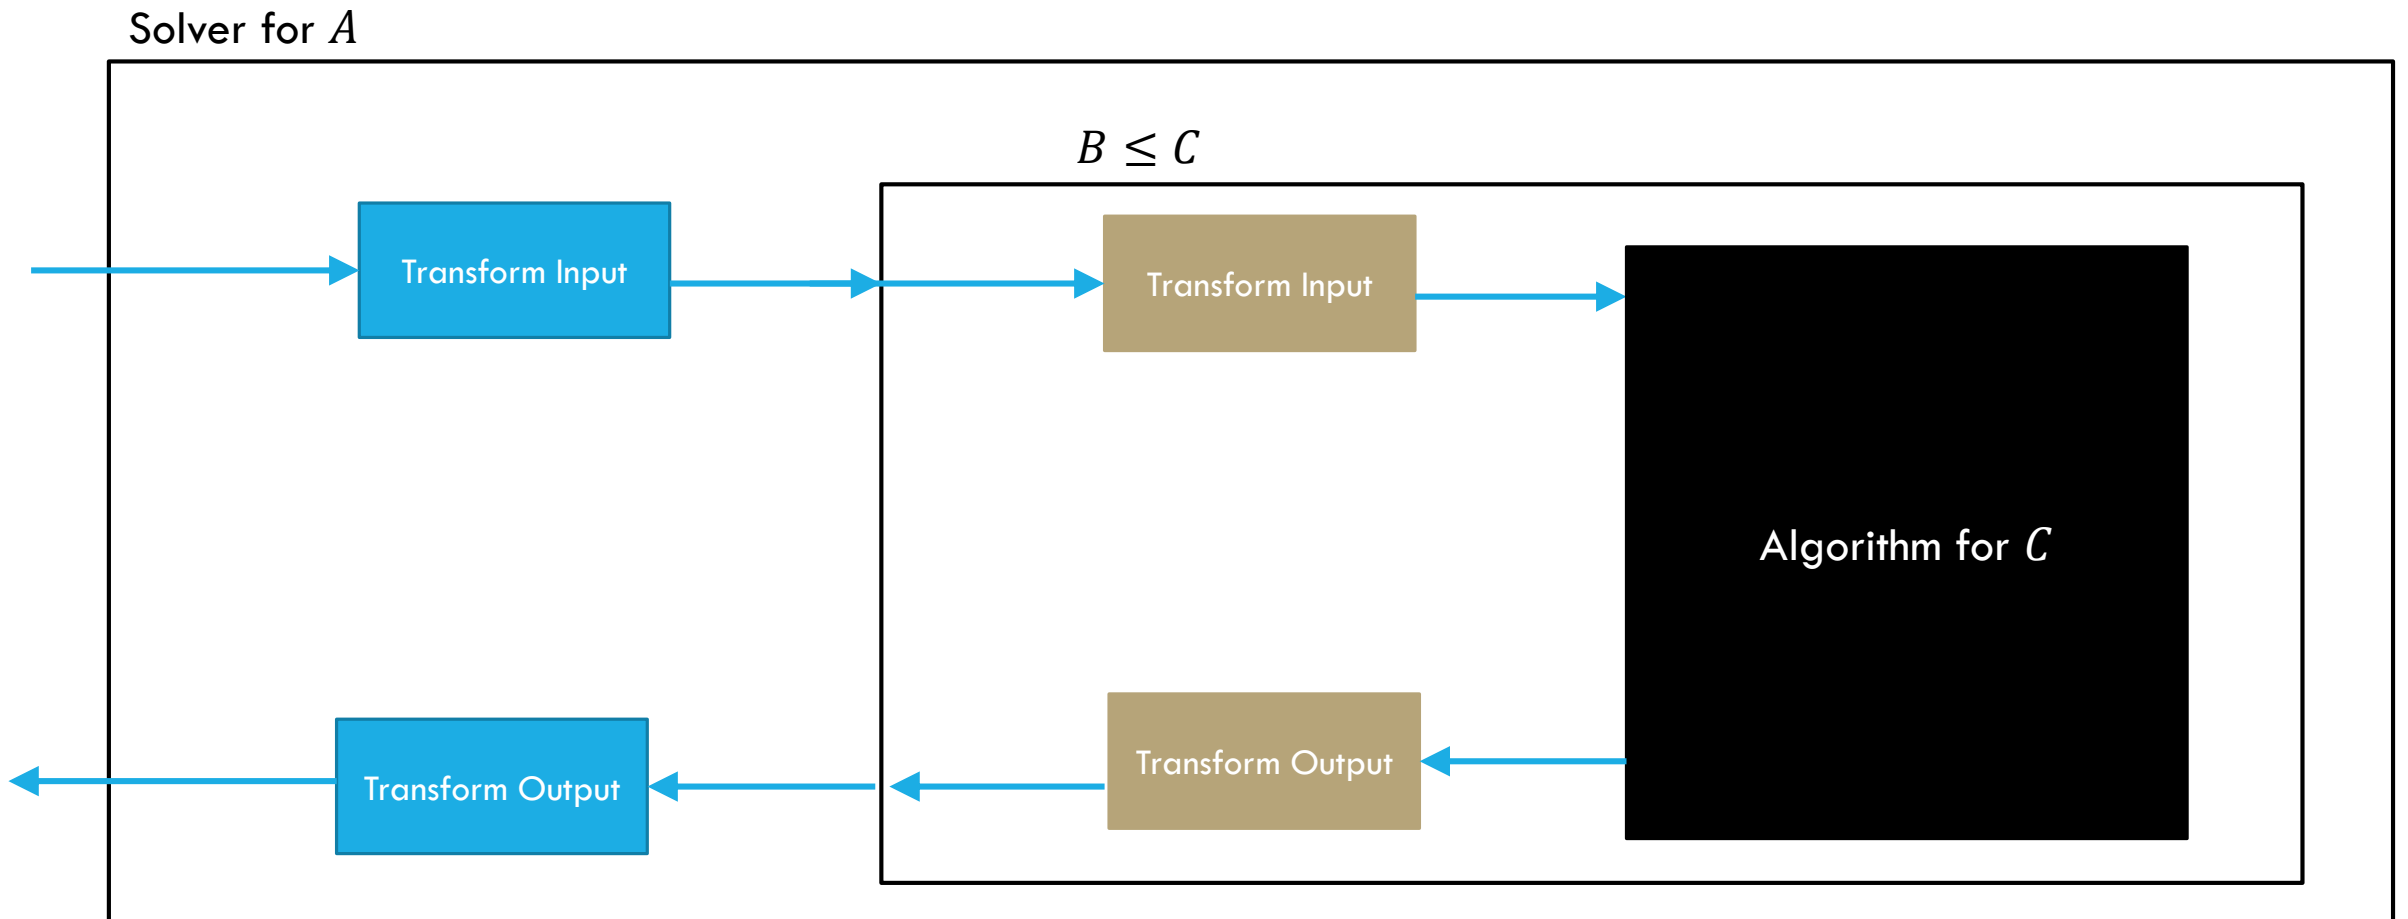 Solver for A
B ≤ C
Transform Input
Transform Input
Algorithm for C
Transform Output
Transform Output